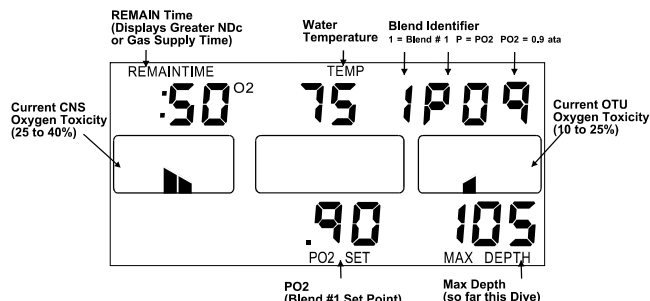 REMAIN Time
(Displays Greater NDc
or Gas Supply Time)
Water
Temperature
Blend Identifier
1 = Blend # 1 P = PO2 PO2 = 0.9 ata
REMAINTIME
TEMP
:50 O2
75
1P09
Current CNS
Oxygen Toxicity
(25 to 40%)
Current OTU
Oxygen Toxicity
(10 to 25%)
.90
105
PO2 SET
MAX DEPTH
PO2
(Blend #1 Set Point)
Max Depth
(so far this Dive)